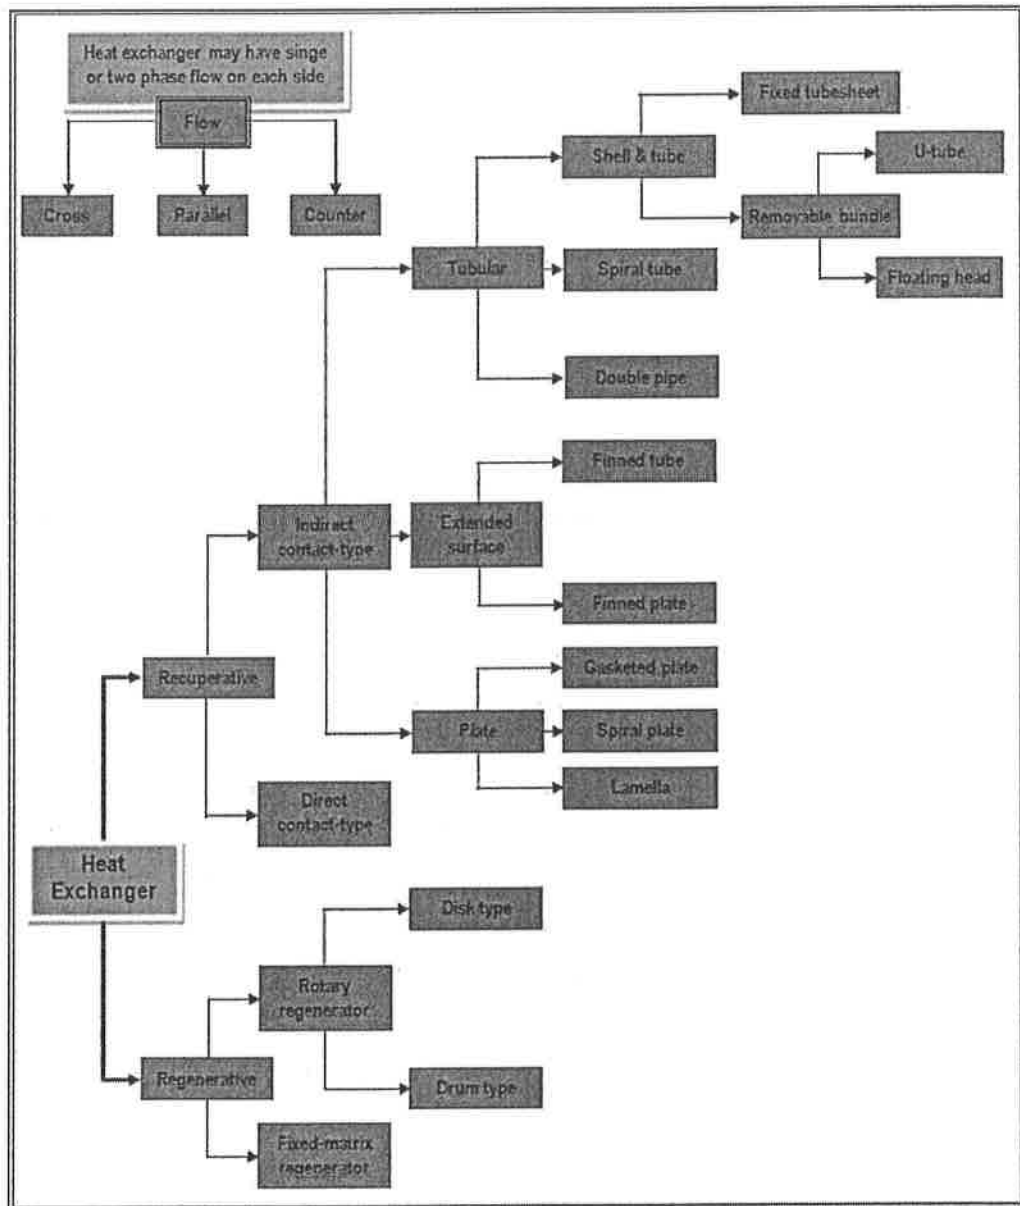 Heat exchanger may have singe
or two phase flow on each side
Flow
Cross
Parallel
Counter
Fixed tubesheet
Shell & tube
U-tube
Removable bundle
Tubular
Spiral tube
Floating head
Double pipe
Finned tube
Indirect
contact-type
Extended
surface
Finned plate
Recuperative
Gasketed plate
Plate
Spiral plate
Lamella
Direct
contact-type
Heat
Exchanger
Disk type
Rotary
regenerator
Regenerative
Drum type
Fixed-matrix
regenerator